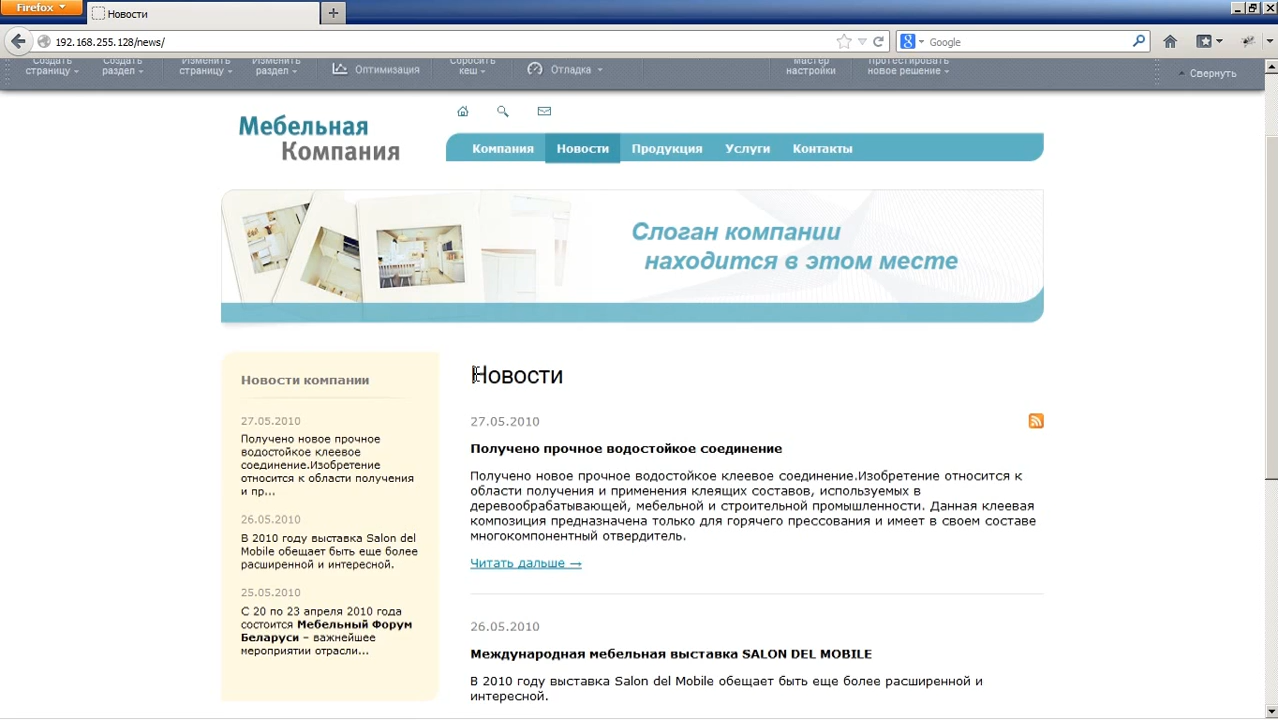 Firefox
Новости
192.168.255.128/news/
Google
Создать страницу
Создать раздел
Изменить страницу
Изменить раздел
Оптимизация
Сбросить кеш
Отладка
Мастер настройки
Протестировать новое решение
Свернуть
Мебельная
Компания
Компания Новости Продукция Услуги Контакты
Слоган компании
находится в этом месте
Новости компании
27.05.2010
Получено новое прочное
водостойкое клеевое
соединение.Изобретение
относится к области получения
и пр...
26.05.2010
В 2010 году выставка Salon del
Mobile обещает быть еще более
расширенной и интересной.
25.05.2010
С 20 по 23 апреля 2010 года
состоится Мебельный Форум
Беларуси – важнейшее
мероприятии отрасли...
Новости
27.05.2010
Получено прочное водостойкое соединение
Получено новое прочное водостойкое клеевое соединение.Изобретение относится к
области получения и применения клеящих составов, используемых в
деревообрабатывающей, мебельной и строительной промышленности. Данная клеевая
композиция предназначена только для горячего прессования и имеет в своем составе
многокомпонентный отвердитель.
Читать дальше →
26.05.2010
Международная мебельная выставка SALON DEL MOBILE
В 2010 году выставка Salon del Mobile обещает быть еще более расширенной и
интересной.